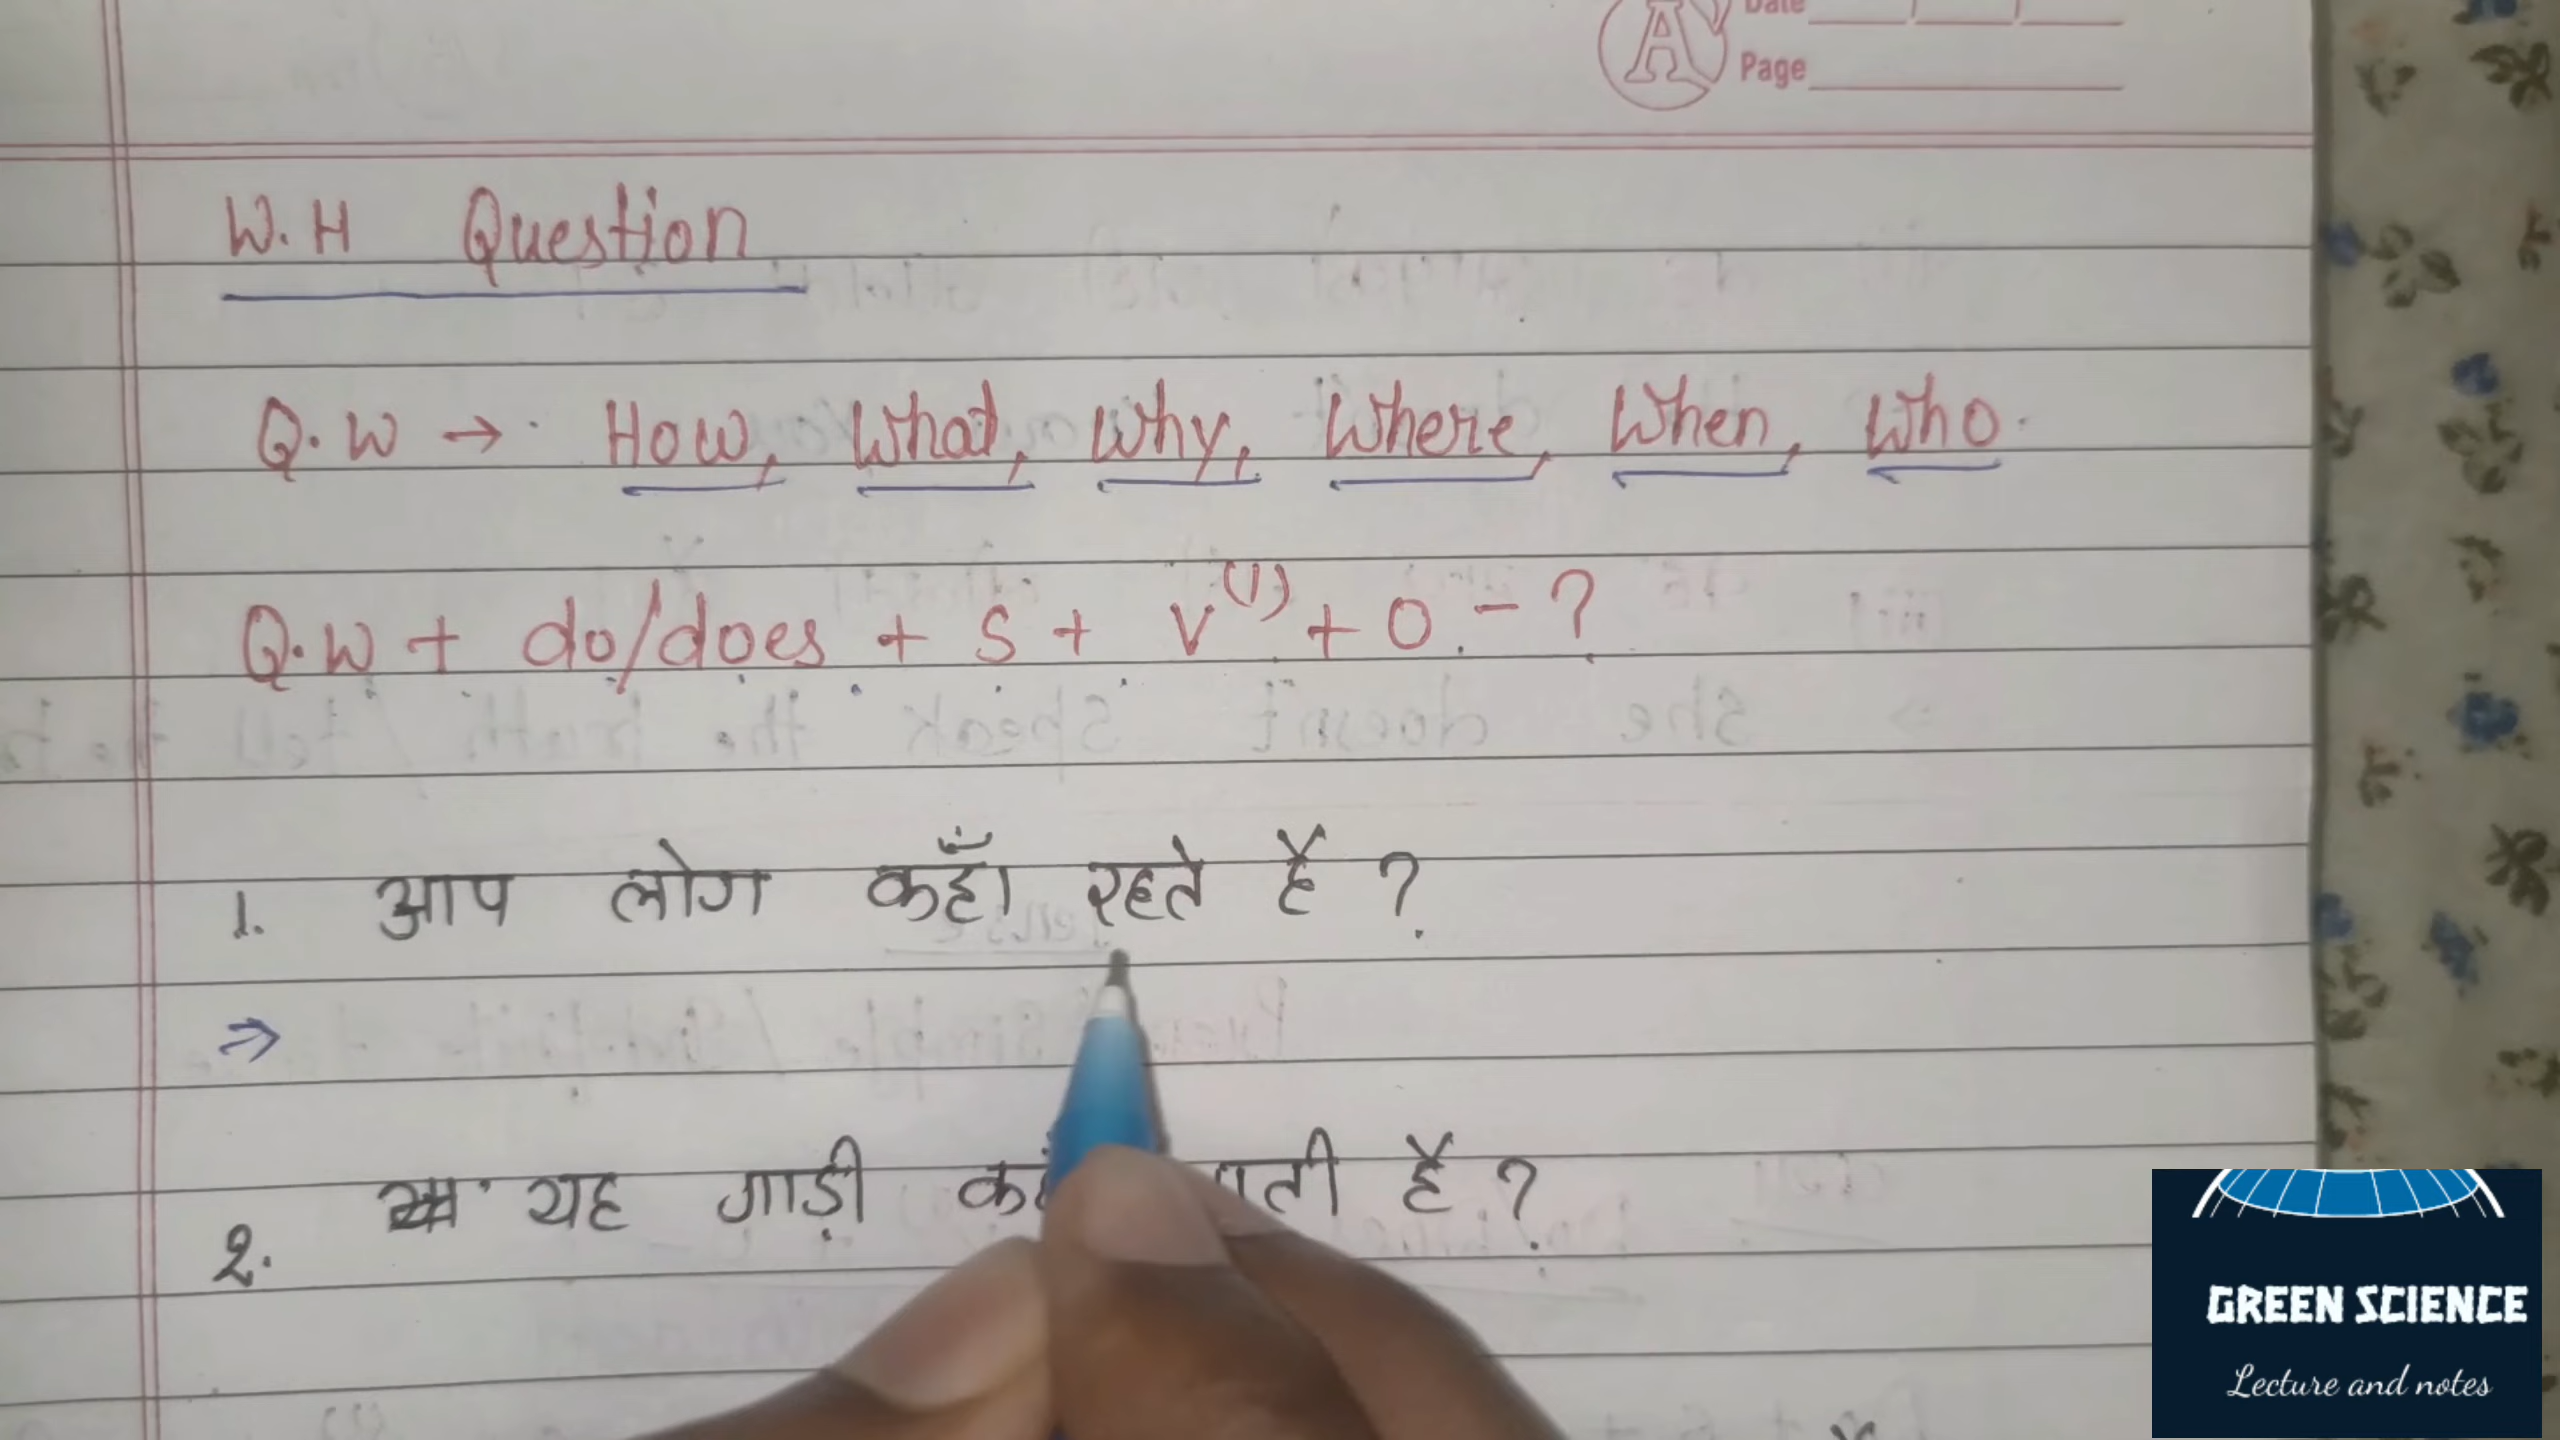 Date
Page
W.H Question
Q.W → How, What, Why, Where, When, Who.
Q.W + do/does + S + V(1) + O. - ?
1. आप लोग कहाँ रहते हैं ?
⇒
2. यह गाड़ी है ?
GREEN SCIENCE
Lecture and notes